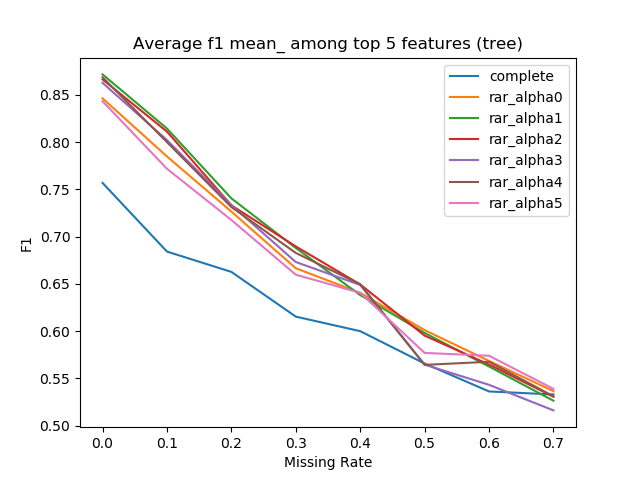 Average f1 mean_ among top 5 features (tree)
complete
rar_alpha0
rar_alpha1
rar_alpha2
rar_alpha3
rar_alpha4
rar_alpha5
F1
0.85
0.80
0.75
0.70
0.65
0.60
0.55
0.50
0.0 0.1 0.2 0.3 0.4 0.5 0.6 0.7
Missing Rate